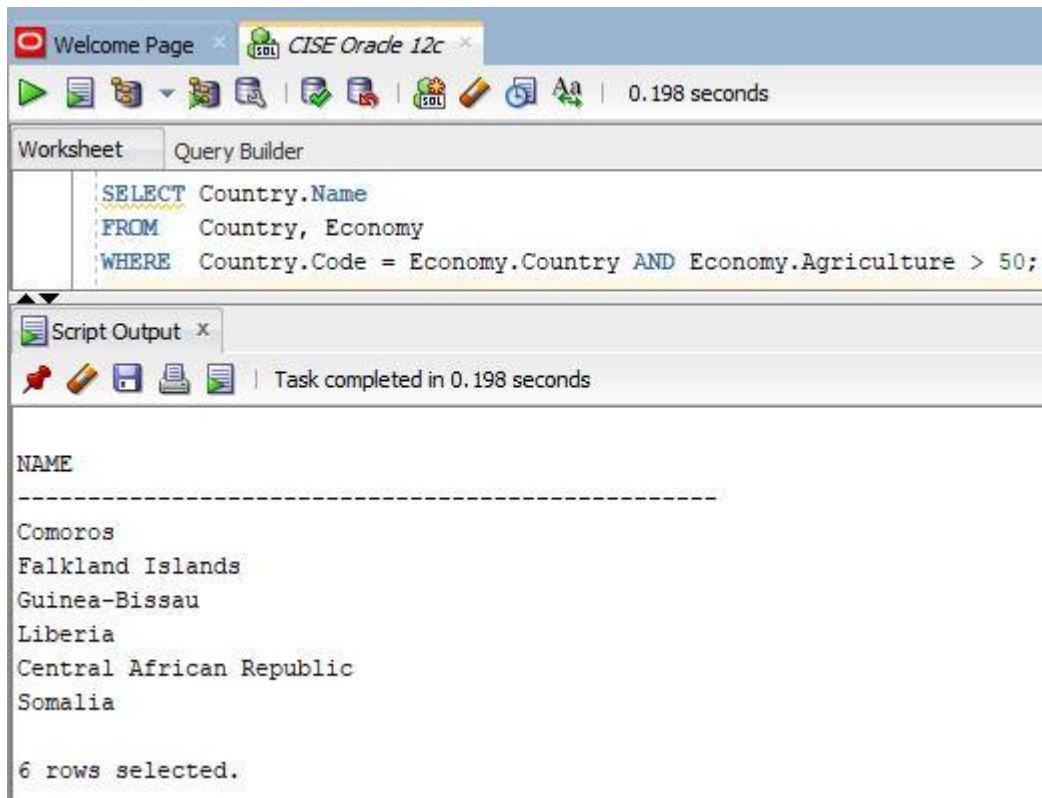 Welcome Page CISE Oracle 12c
SQL 0.198 seconds
Worksheet Query Builder
SELECT Country.Name
FROM Country, Economy
WHERE Country.Code = Economy.Country AND Economy.Agriculture > 50;
Script Output x
Task completed in 0.198 seconds
NAME
--------------------------------------------------
Comoros
Falkland Islands
Guinea-Bissau
Liberia
Central African Republic
Somalia
6 rows selected.